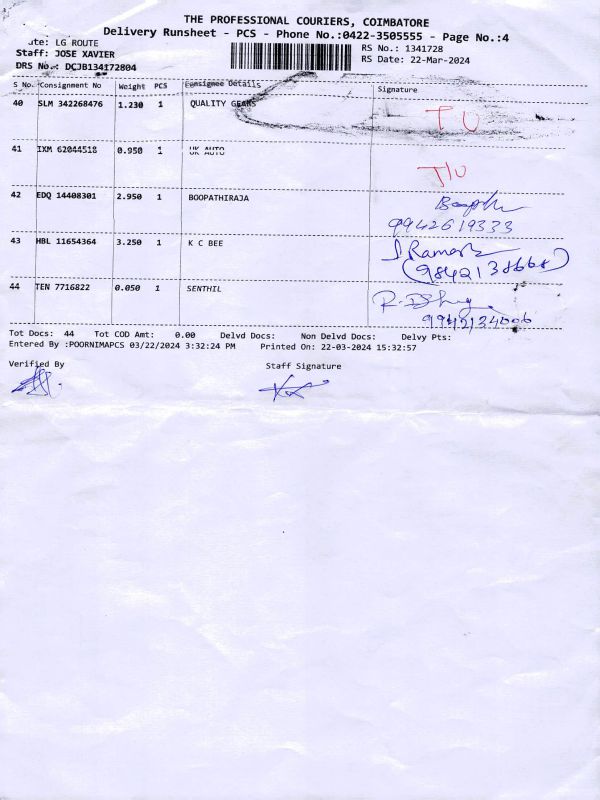 THE PROFESSIONAL COURIERS, COIMBATORE
Delivery Runsheet - PCS - Phone No.:0422-3505555 - Page No.:4
ute: LG ROUTE
RS No.: 1341728
Staff: JOSE XAVIER
RS Date: 22-Mar-2024
DRS No.: DCJB134172804
S No. Consignment No Weight PCS Consignee Details Signature
40 SLM 342268476 1.230 1 QUALITY GEARS T U
41 IXM 62044518 0.950 1 UK AUTO T/U
42 EDQ 14408301 2.950 1 BOOPATHIRAJA
9942619333
43 HBL 11654364 3.250 1 K C BEE J. Ramesh
(9842138668)
44 TEN 7716822 0.050 1 SENTHIL
9942134006
Tot Docs: 44 Tot COD Amt: 0.00 Delvd Docs: Non Delvd Docs: Delvy Pts:
Entered By :POORNIMAPCS 03/22/2024 3:32:24 PM Printed On: 22-03-2024 15:32:57
Verified By Staff Signature